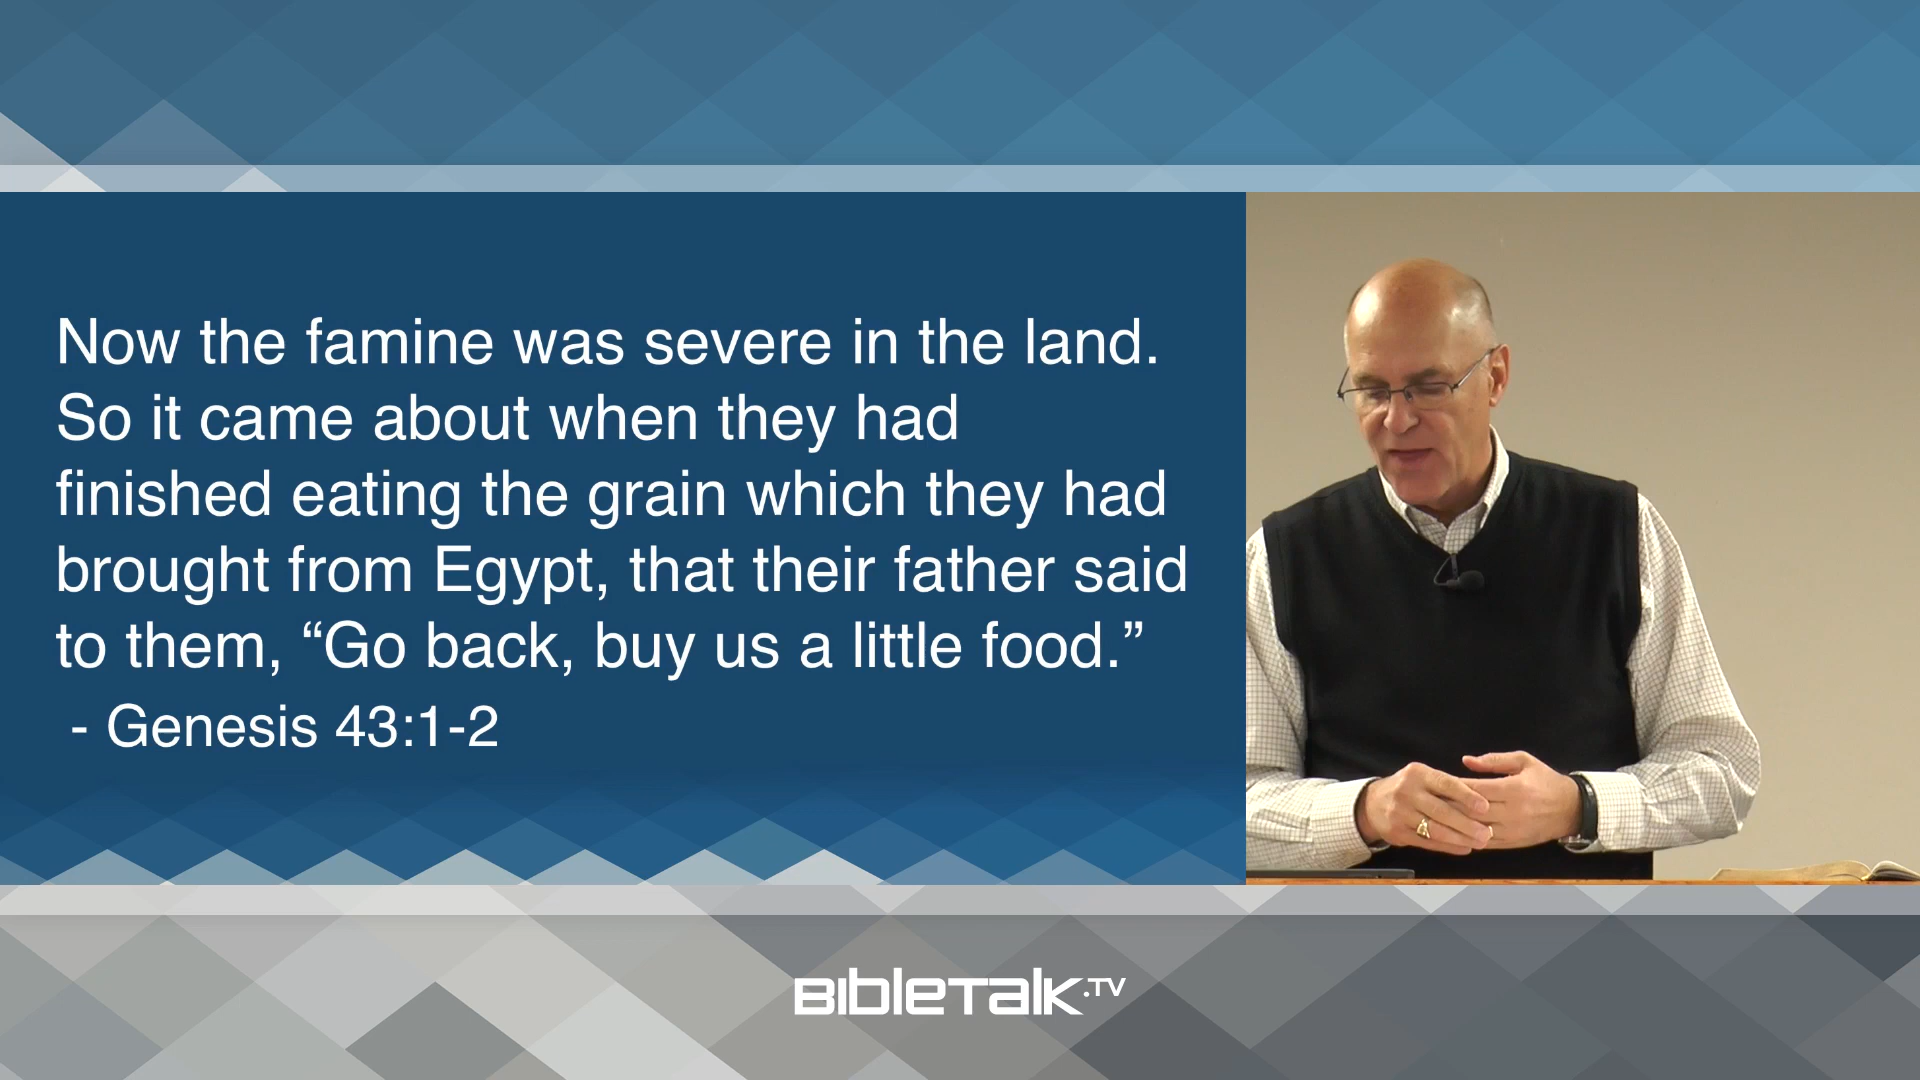 Now the famine was severe in the land.
So it came about when they had
finished eating the grain which they had
brought from Egypt, that their father said
to them, “Go back, buy us a little food.”
- Genesis 43:1-2
BibleTalk.TV